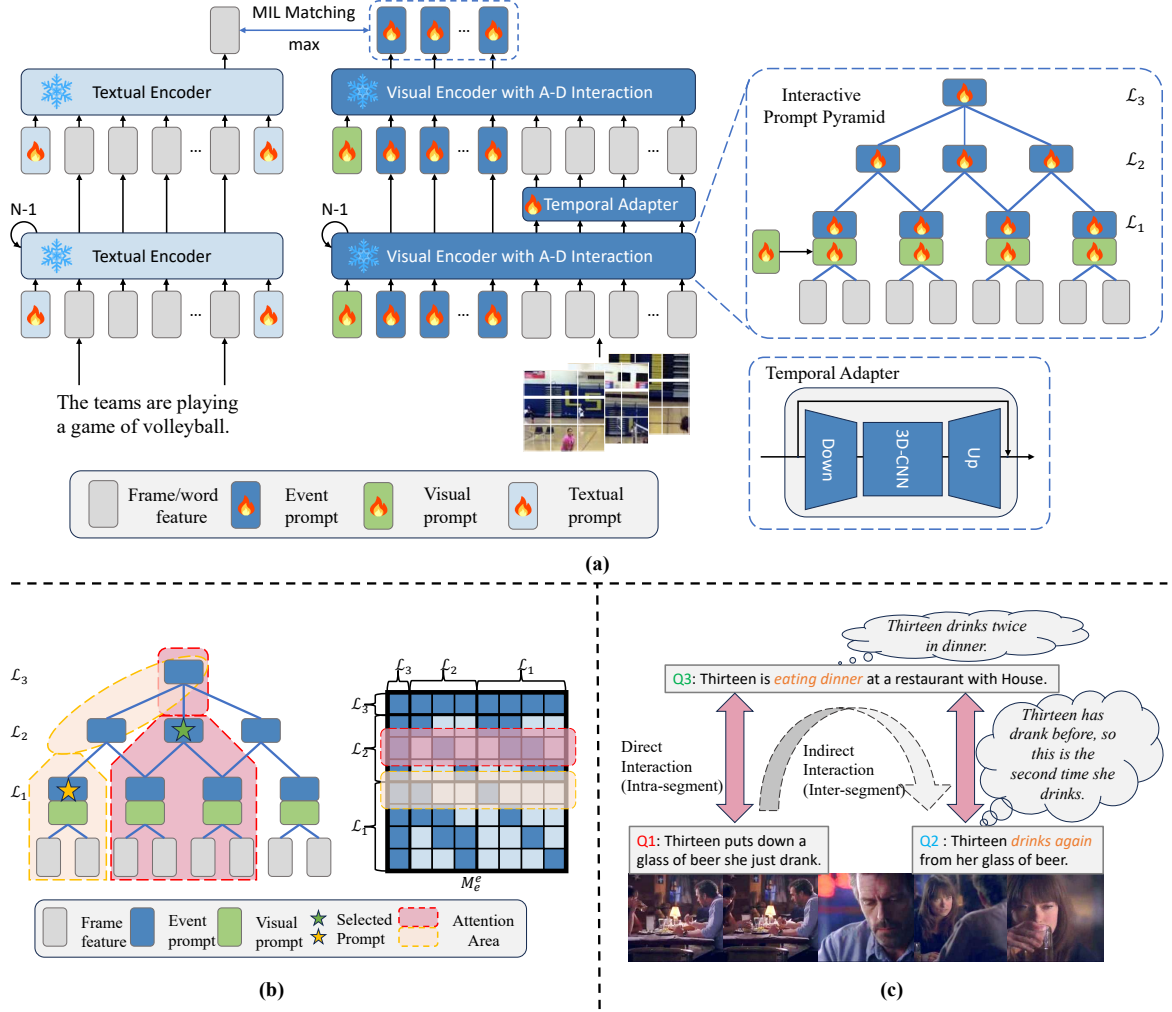 MIL Matching
max
Textual Encoder
Visual Encoder with A-D Interaction
...
...
...
...
Temporal Adapter
N-1
N-1
Textual Encoder
Visual Encoder with A-D Interaction
...
...
...
The teams are playing
a game of volleyball.
Interactive
Prompt Pyramid
ℒ3
ℒ2
ℒ1
Temporal Adapter
Down
3D-CNN
Up
Frame/word
feature
Event
prompt
Visual
prompt
Textual
prompt
(a)
ℒ3
ℒ2
ℒ1
ℒ3
ℒ2
ℒ1
ℒ3
ℒ2
ℒ1
M_e^e
Frame
feature
Event
prompt
Visual
prompt
Selected
Prompt
Attention
Area
(b)
Thirteen drinks twice
in dinner.
Q3: Thirteen is eating dinner at a restaurant with House.
Direct
Interaction
(Intra-segment)
Indirect
Interaction
(Inter-segment)
Thirteen has
drank before, so
this is the
second time she
drinks.
Q1: Thirteen puts down a
glass of beer she just drank.
Q2 : Thirteen drinks again
from her glass of beer.
(c)